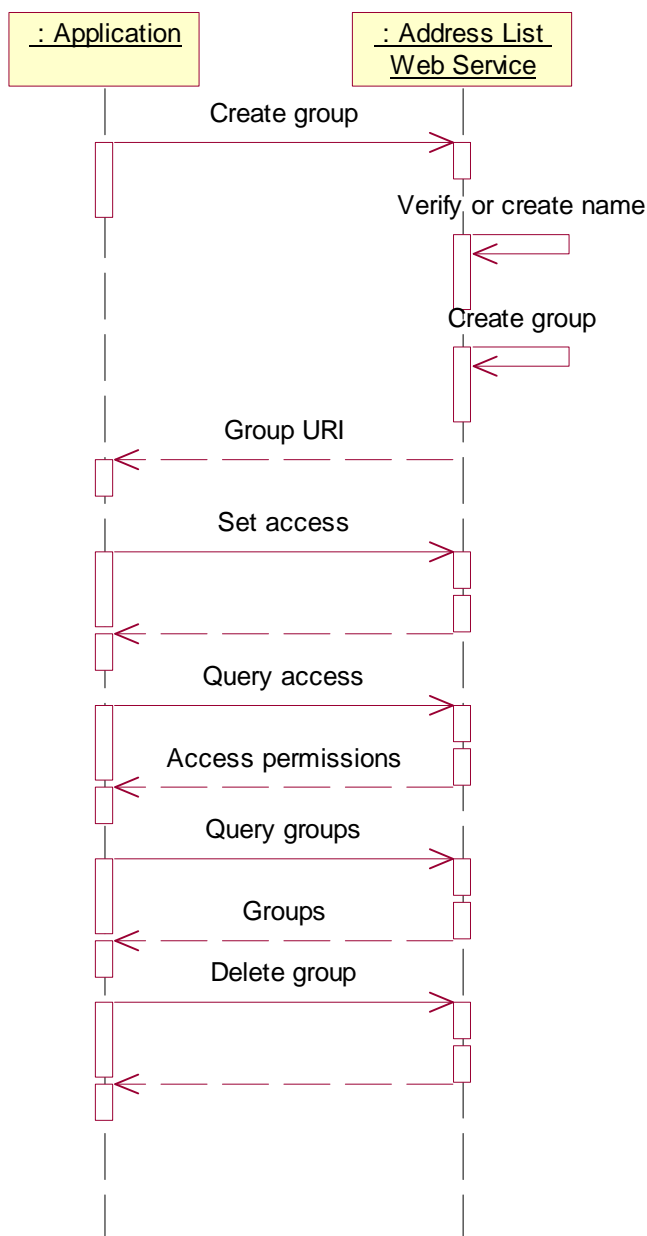 : Application
: Address List
Web Service
Create group
Verify or create name
Create group
Group URI
Set access
Query access
Access permissions
Query groups
Groups
Delete group